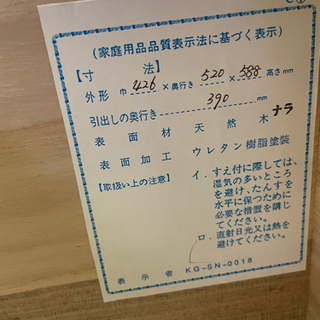 (家庭用品品質表示法に基づく表示)
【寸 法】
外形 巾 426 × 奥行き 520 × 588 高さmm
引出しの奥行き 390 mm
表面材 天然木 ナラ
表面加工 ウレタン樹脂塗装
【取扱い上の注意】 イ.すえ付に際しては、
湿気の多いところ
を避け、たんすを
水平に保つために
必要な措置を講じ
てください。
ロ.直射日光又は熱を
避けてください。
表示者 KG-SN-0018